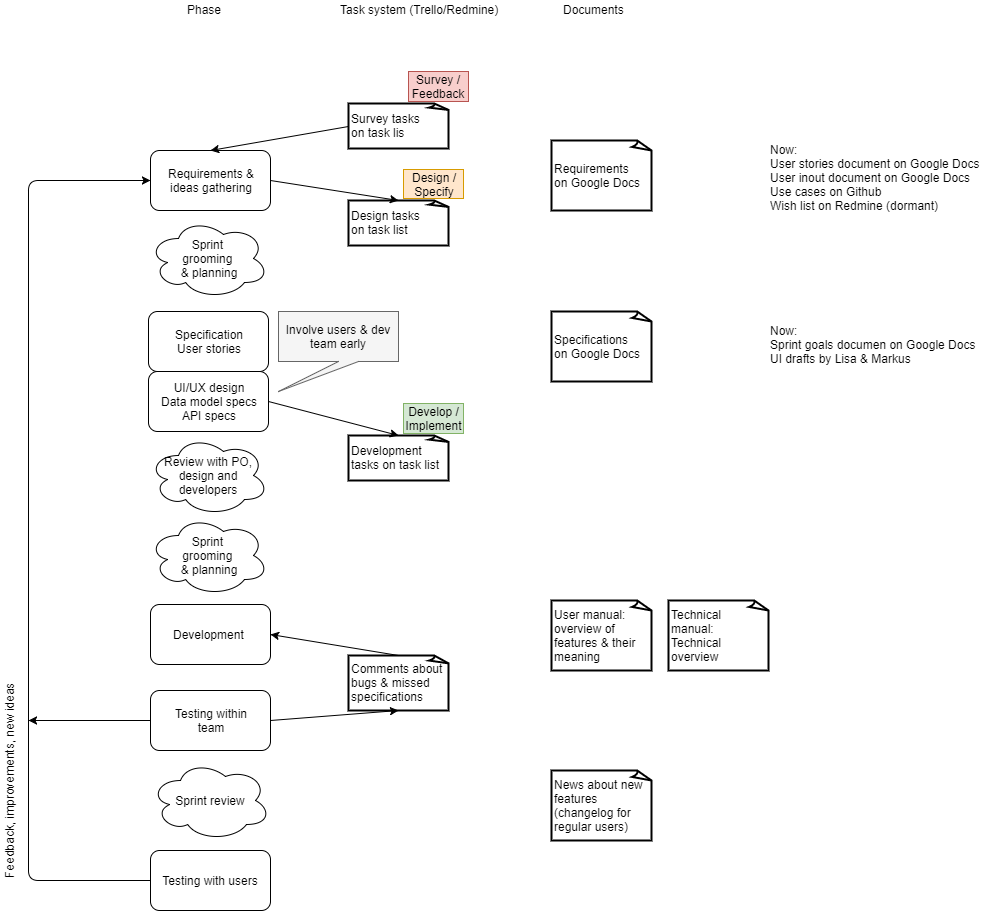 Phase
Task system (Trello/Redmine)
Documents
Survey /
Feedback
Survey tasks
on task lis
Requirements &
ideas gathering
Design /
Specify
Design tasks
on task list
Requirements
on Google Docs
Now:
User stories document on Google Docs
User inout document on Google Docs
Use cases on Github
Wish list on Redmine (dormant)
Sprint
grooming
& planning
Specification
User stories
Involve users & dev
team early
Specifications
on Google Docs
Now:
Sprint goals documen on Google Docs
UI drafts by Lisa & Markus
UI/UX design
Data model specs
API specs
Develop /
Implement
Development
tasks on task list
Review with PO,
design and
developers
Sprint
grooming
& planning
Development
User manual:
overview of
features & their
meaning
Technical
manual:
Technical
overview
Comments about
bugs & missed
specifications
Testing within
team
Feedback, improvements, new ideas
Sprint review
News about new
features
(changelog for
regular users)
Testing with users